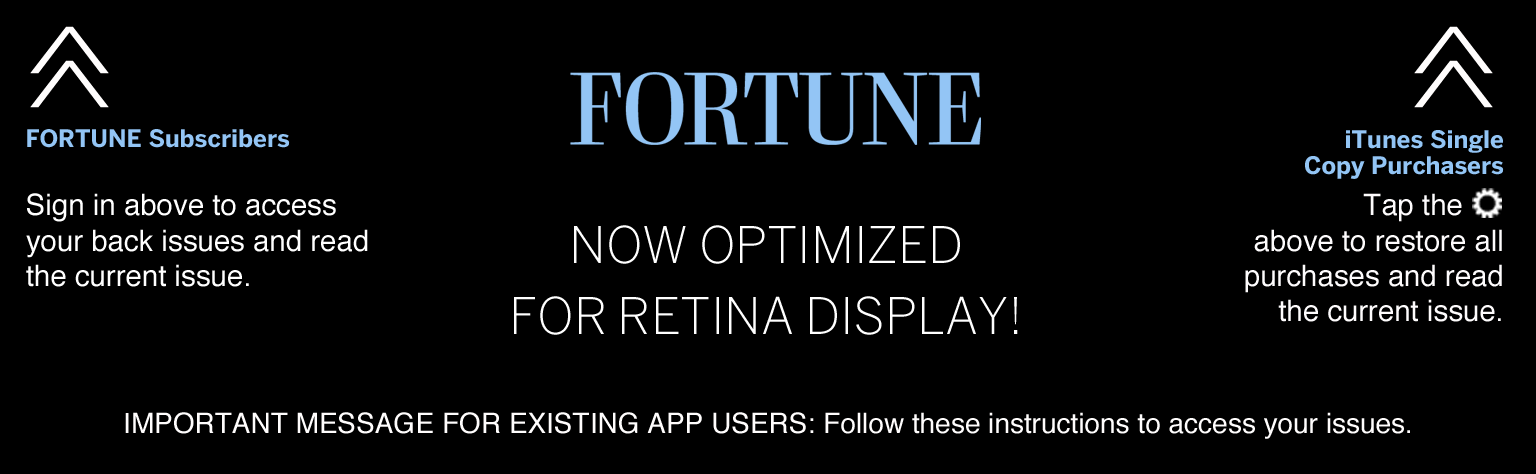 FORTUNE Subscribers
Sign in above to access
your back issues and read
the current issue.
FORTUNE
NOW OPTIMIZED
FOR RETINA DISPLAY!
iTunes Single
Copy Purchasers
Tap the
above to restore all
purchases and read
the current issue.
IMPORTANT MESSAGE FOR EXISTING APP USERS: Follow these instructions to access your issues.